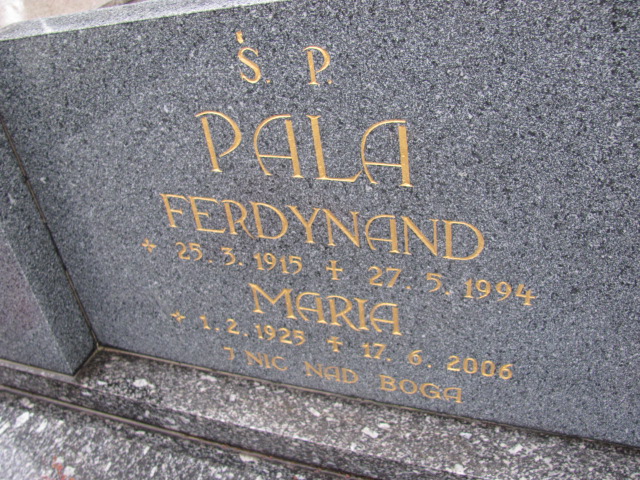 Ś. P.
PALA
FERDYNAND
* 25. 3. 1915 + 27. 5. 1994
MARIA
* 1. 2. 1925 + 17. 6. 2006
NIC NAD BOGA